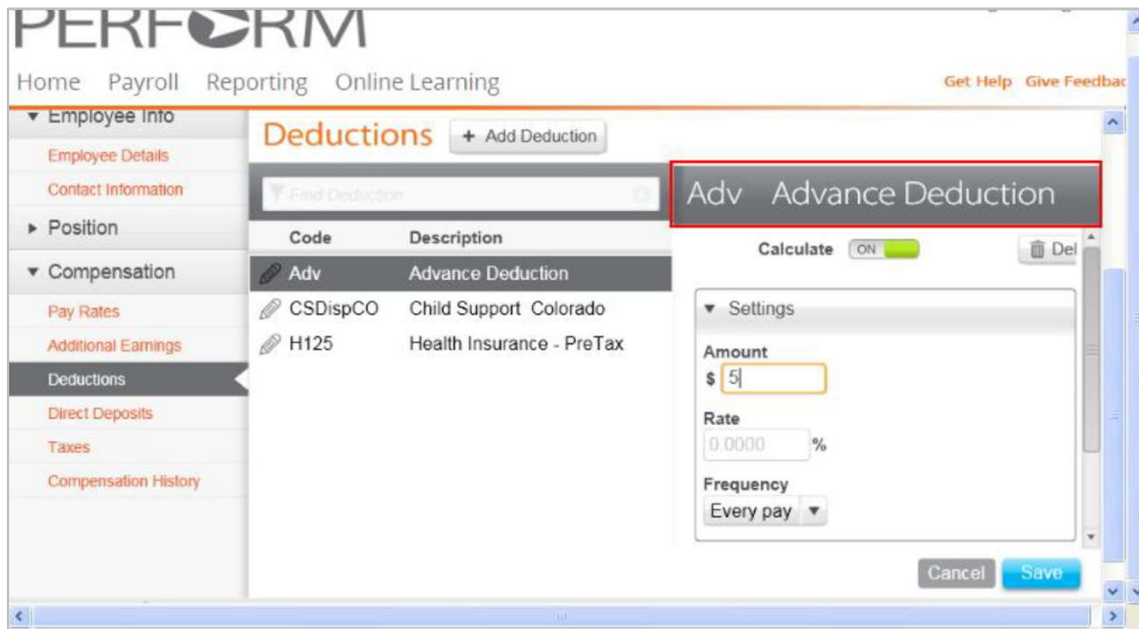 PERFORM
Home Payroll Reporting Online Learning
Get Help Give Feedbac
Employee Info
Employee Details
Contact Information
Position
Compensation
Pay Rates
Additional Earnings
Deductions
Direct Deposits
Taxes
Compensation History
Deductions + Add Deduction
Find Deduction
Code Description
Adv Advance Deduction
CSDispCO Child Support Colorado
H125 Health Insurance - PreTax
Adv Advance Deduction
Calculate ON Del
Settings
Amount
$ 5
Rate
0.0000 %
Frequency
Every pay
Cancel Save